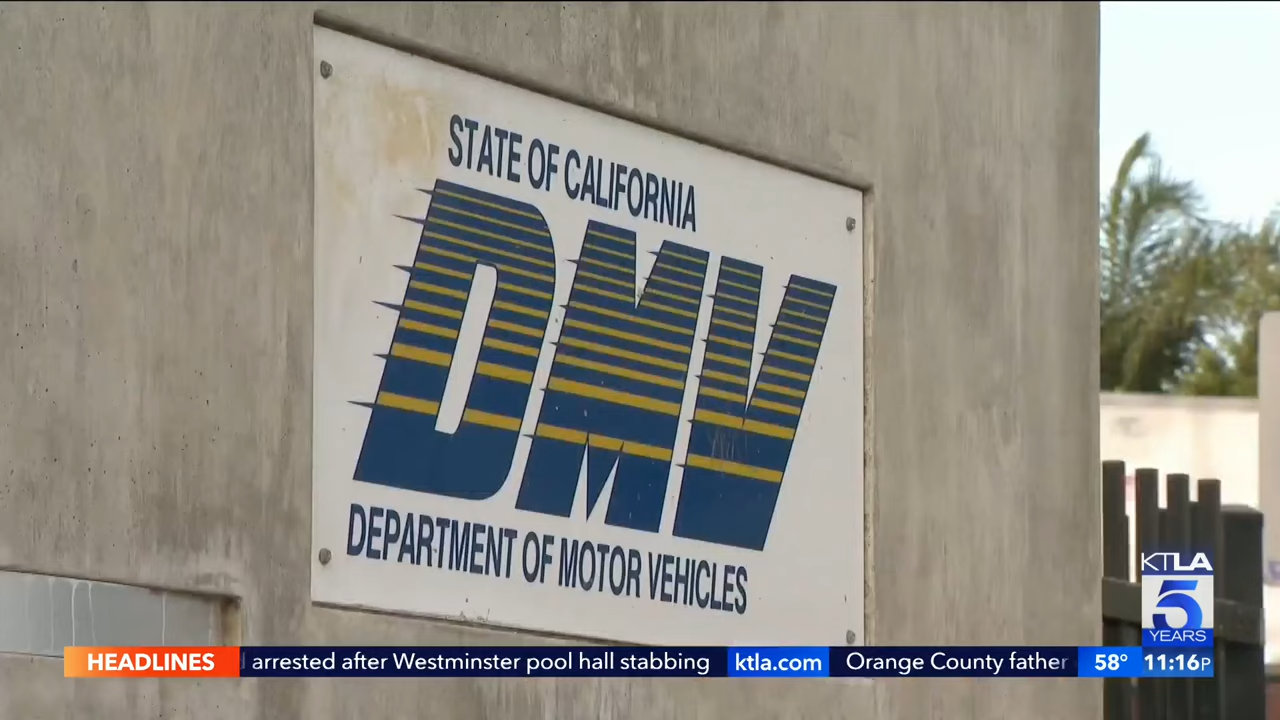 STATE OF CALIFORNIA
DMV
DEPARTMENT OF MOTOR VEHICLES
KTLA
5
YEARS
HEADLINES arrested after Westminster pool hall stabbing ktla.com Orange County father 58° 11:16P